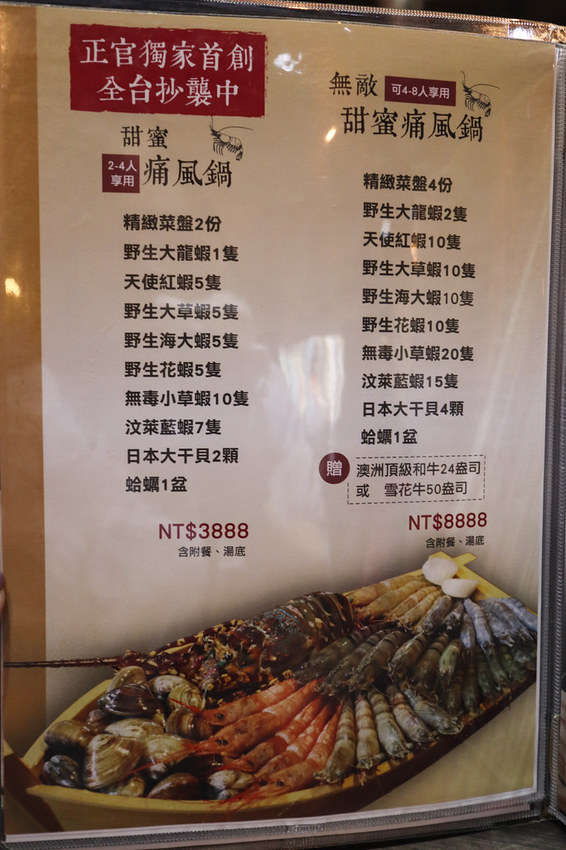 正官獨家首創
全台抄襲中
甜蜜
2-4人
享用
痛風鍋
精緻菜盤2份
野生大龍蝦1隻
天使紅蝦5隻
野生大草蝦5隻
野生海大蝦5隻
野生花蝦5隻
無毒小草蝦10隻
汶萊藍蝦7隻
日本大干貝2顆
蛤蠣1盆
NT$3888
含附餐、湯底
無敵
可4-8人享用
甜蜜痛風鍋
精緻菜盤4份
野生大龍蝦2隻
天使紅蝦10隻
野生大草蝦10隻
野生海大蝦10隻
野生花蝦10隻
無毒小草蝦20隻
汶萊藍蝦15隻
日本大干貝4顆
蛤蠣1盆
贈
澳洲頂級和牛24盎司
或 雪花牛50盎司
NT$8888
含附餐、湯底